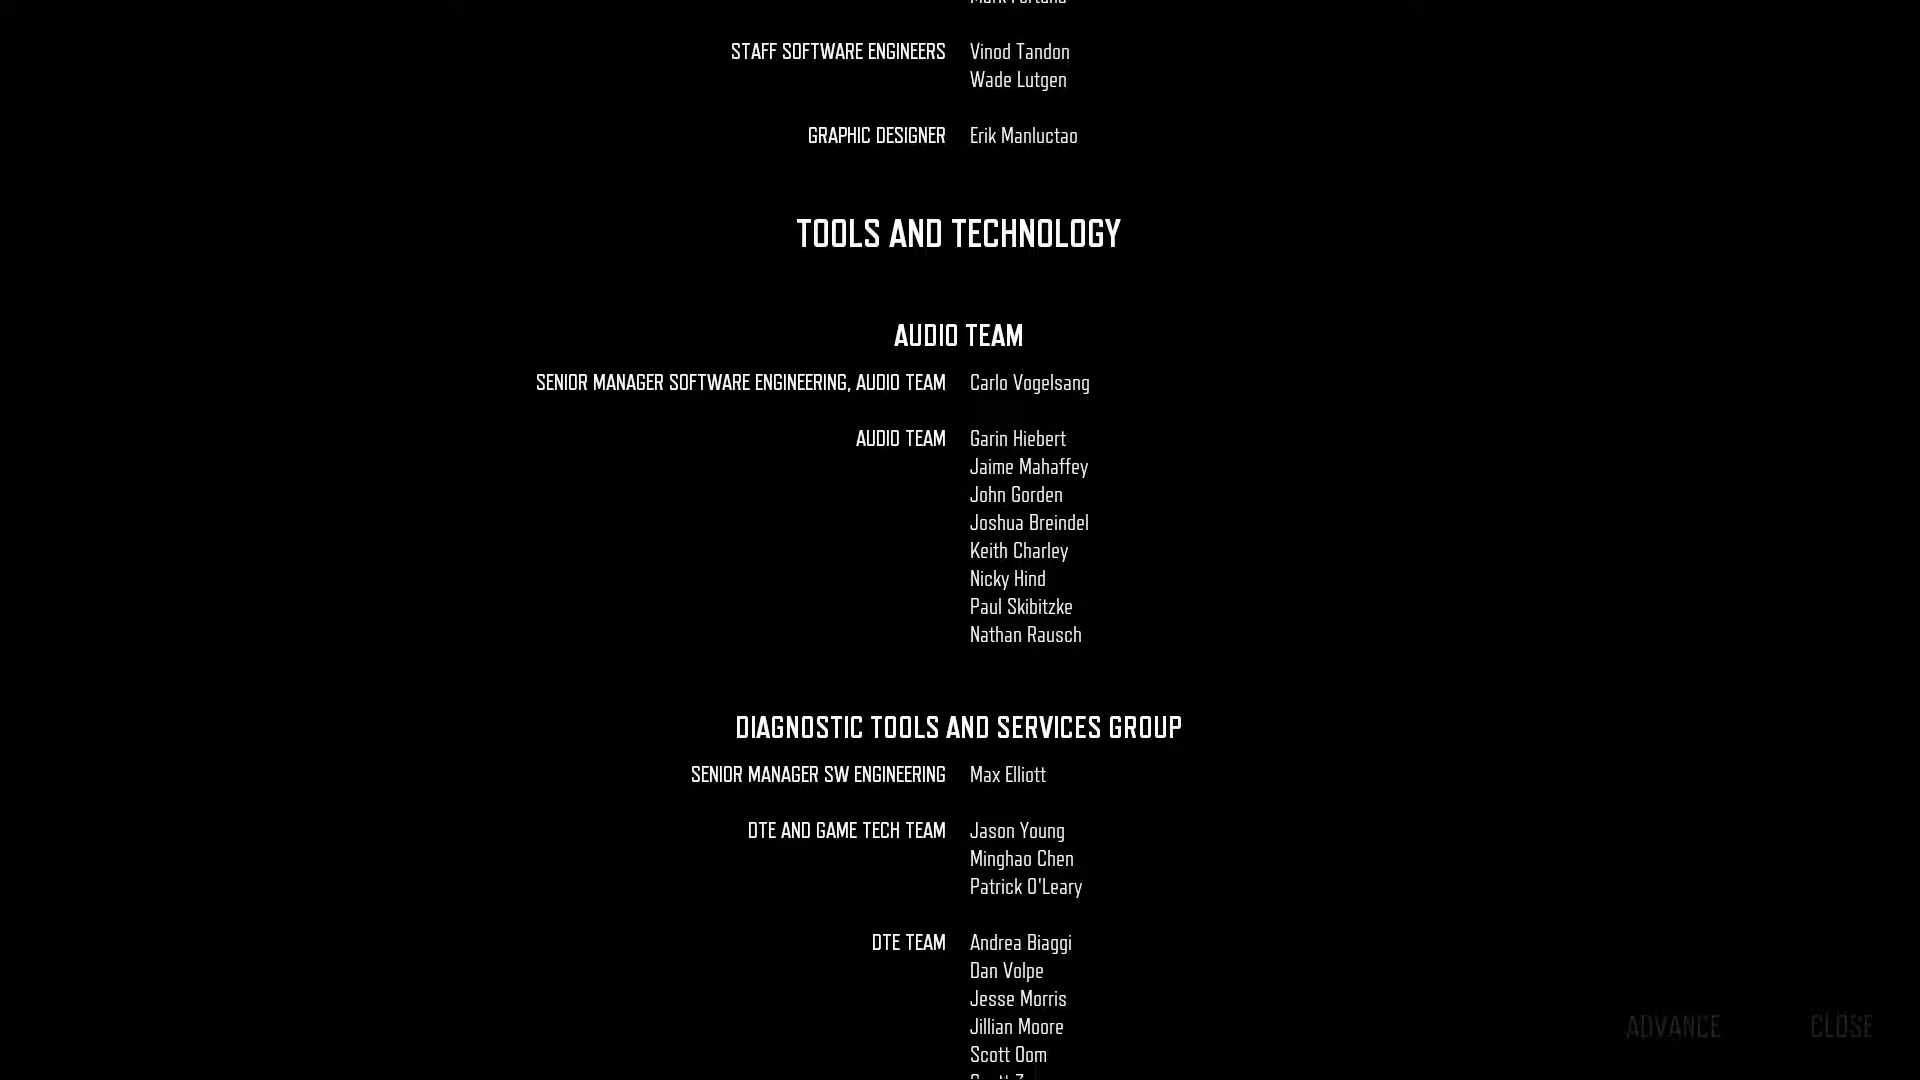 STAFF SOFTWARE ENGINEERS Vinod Tandon
Wade Lutgen
GRAPHIC DESIGNER Erik Manluctao
TOOLS AND TECHNOLOGY
AUDIO TEAM
SENIOR MANAGER SOFTWARE ENGINEERING, AUDIO TEAM Carlo Vogelsang
AUDIO TEAM Garin Hiebert
Jaime Mahaffey
John Gorden
Joshua Breindel
Keith Charley
Nicky Hind
Paul Skibitzke
Nathan Rausch
DIAGNOSTIC TOOLS AND SERVICES GROUP
SENIOR MANAGER SW ENGINEERING Max Elliott
DTE AND GAME TECH TEAM Jason Young
Minghao Chen
Patrick O'Leary
DTE TEAM Andrea Biaggi
Dan Volpe
Jesse Morris
Jillian Moore
Scott Oom
ADVANCE CLOSE